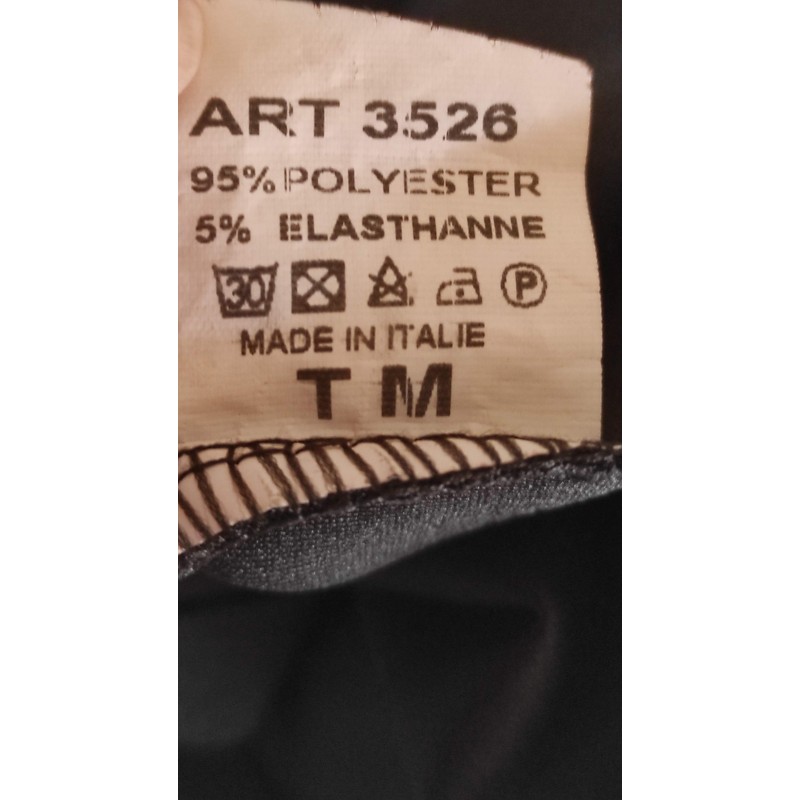 ART 3526
95% POLYESTER
5% ELASTHANNE
30 P
MADE IN ITALIE
T M